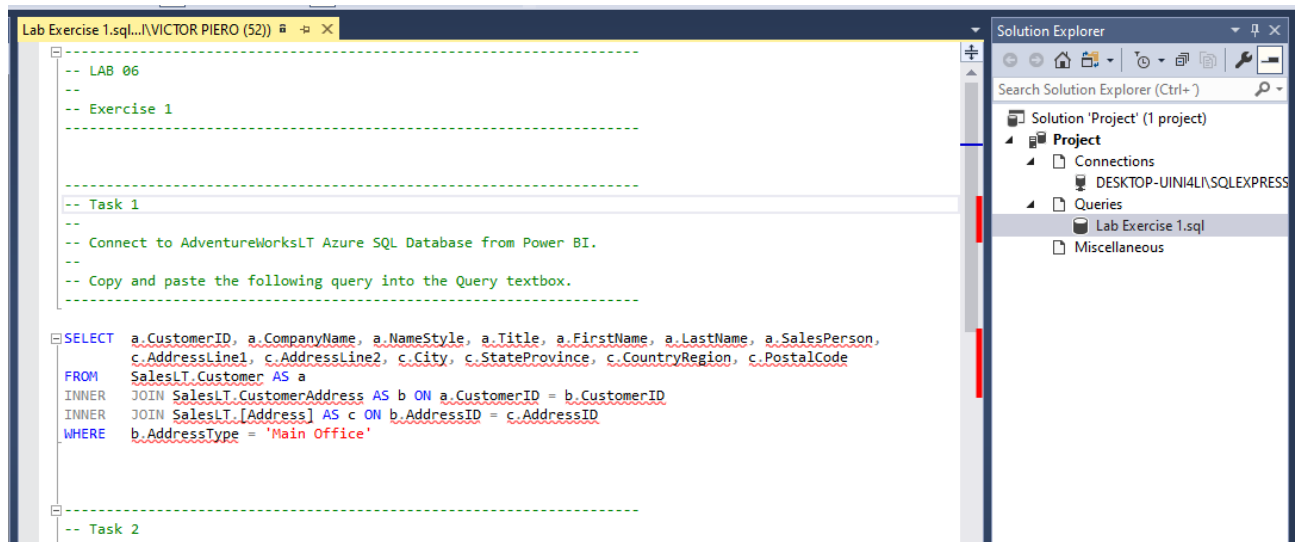 Lab Exercise 1.sql...I\VICTOR PIERO (52))
---------------------------------------------------------------------
-- LAB 06
--
-- Exercise 1
---------------------------------------------------------------------
---------------------------------------------------------------------
-- Task 1
--
-- Connect to AdventureWorksLT Azure SQL Database from Power BI.
--
-- Copy and paste the following query into the Query textbox.
---------------------------------------------------------------------
SELECT a.CustomerID, a.CompanyName, a.NameStyle, a.Title, a.FirstName, a.LastName, a.SalesPerson,
c.AddressLine1, c.AddressLine2, c.City, c.StateProvince, c.CountryRegion, c.PostalCode
FROM SalesLT.Customer AS a
INNER JOIN SalesLT.CustomerAddress AS b ON a.CustomerID = b.CustomerID
INNER JOIN SalesLT.[Address] AS c ON b.AddressID = c.AddressID
WHERE b.AddressType = 'Main Office'
---------------------------------------------------------------------
-- Task 2
Solution Explorer
Search Solution Explorer (Ctrl+´)
Solution 'Project' (1 project)
Project
Connections
DESKTOP-UINI4LI\SQLEXPRESS
Queries
Lab Exercise 1.sql
Miscellaneous